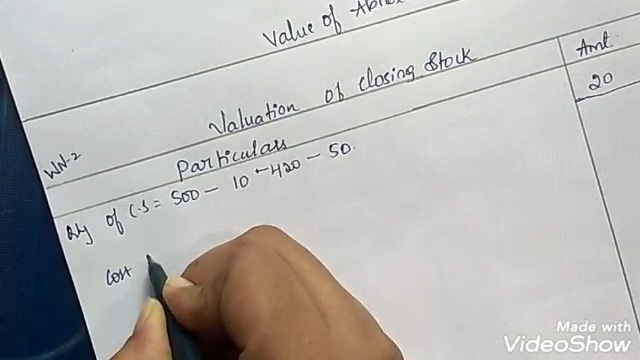 Value of Abno
Valuation of Closing Stock
WN-2
Particulars
Amt.
Qty of C.S = 500 - 10 - 420 - 50.
20
Cost
Made with
VideoShow